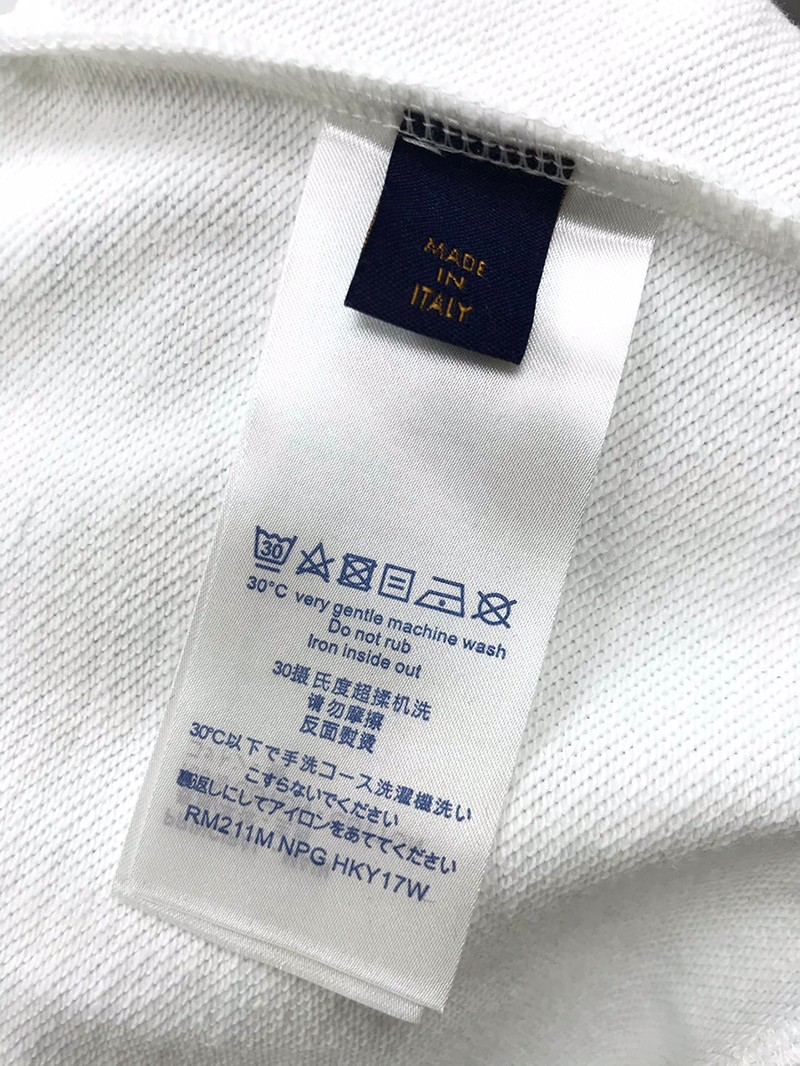 MADE
IN
ITALY
30
30°C very gentle machine wash
Do not rub
Iron inside out
30摄氏度超揉机洗
请勿摩擦
反面熨烫
30℃以下で手洗コース洗濯機洗い
こすらないでください
裏返しにしてアイロンをあててください
RM211M NPG HKY17W